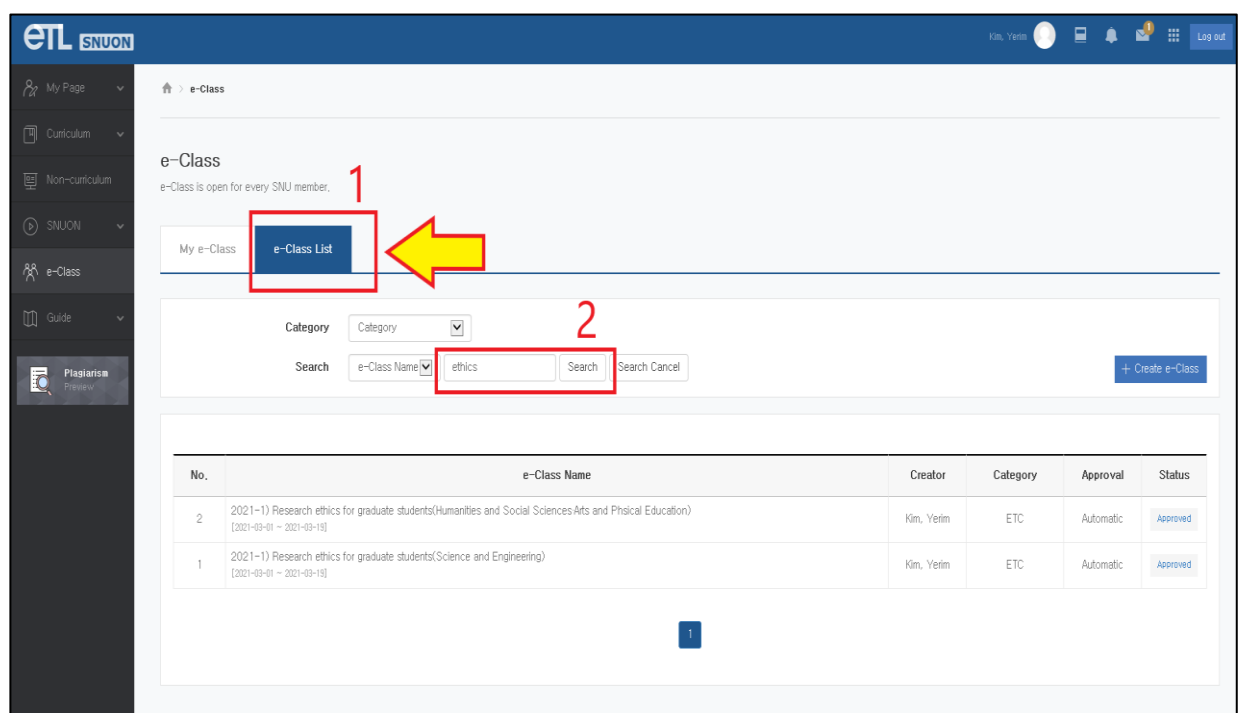 eTL SNUON
Kim, Yerim
1
Log out
My Page
Curriculum
Non-curriculum
SNUON
e-Class
Guide
Plagiarism
Preview
> e-Class
e-Class
e-Class is open for every SNU member.
1
My e-Class
e-Class List
Category
Category
2
Search
e-Class Name
ethics
Search
Search Cancel
+ Create e-Class
No.
e-Class Name
Creator
Category
Approval
Status
2
2021-1) Research ethics for graduate students(Humanities and Social Sciences·Arts and Phsical Education)
[2021-03-01 ~ 2021-03-19]
Kim, Yerim
ETC
Automatic
Approved
1
2021-1) Research ethics for graduate students(Science and Engineering)
[2021-03-01 ~ 2021-03-19]
Kim, Yerim
ETC
Automatic
Approved
1